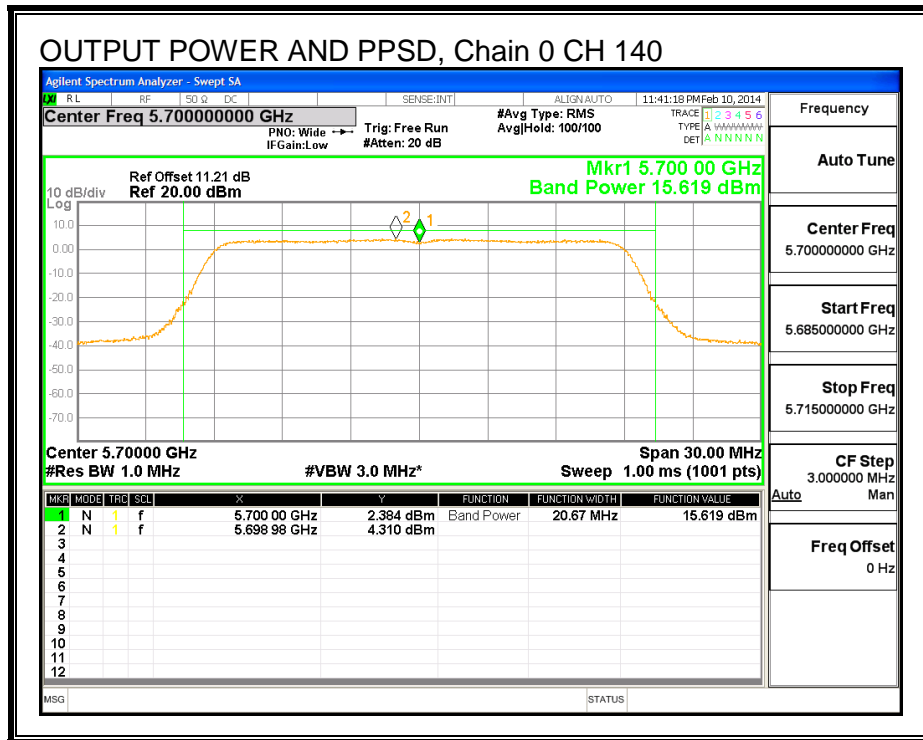 OUTPUT POWER AND PPSD, Chain 0 CH 140
Agilent Spectrum Analyzer - Swept SA
LXI RL RF 50 Ω DC SENSE:INT ALIGN AUTO 11:41:18 PM Feb 10, 2014
Center Freq 5.700000000 GHz
PNO: Wide
IFGain:Low
Trig: Free Run
#Atten: 20 dB
#Avg Type: RMS
Avg|Hold: 100/100
TRACE 1 2 3 4 5 6
TYPE A WWWWW
DET A N N N N N
Mkr1 5.700 00 GHz
Band Power 15.619 dBm
Ref Offset 11.21 dB
10 dB/div Ref 20.00 dBm
Log
10.0
0.00
-10.0
-20.0
-30.0
-40.0
-50.0
-60.0
-70.0
2 1
Center 5.70000 GHz Span 30.00 MHz
#Res BW 1.0 MHz #VBW 3.0 MHz* Sweep 1.00 ms (1001 pts)
MKR MODE TRC SCL X Y FUNCTION FUNCTION WIDTH FUNCTION VALUE
1 N 1 f 5.700 00 GHz 2.384 dBm Band Power 20.67 MHz 15.619 dBm
2 N 1 f 5.698 98 GHz 4.310 dBm
3
4
5
6
7
8
9
10
11
12
MSG STATUS
Frequency
Auto Tune
Center Freq
5.700000000 GHz
Start Freq
5.685000000 GHz
Stop Freq
5.715000000 GHz
CF Step
3.000000 MHz
Auto Man
Freq Offset
0 Hz